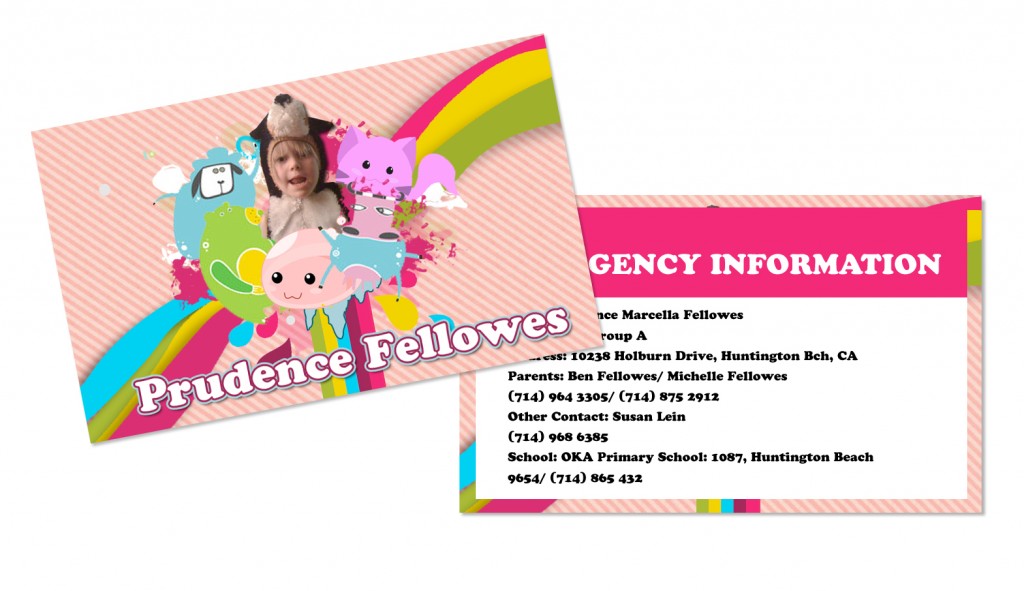 Prudence Fellowes
GENCY INFORMATION
nce Marcella Fellowes
roup A
ress: 10238 Holburn Drive, Huntington Bch, CA
Parents: Ben Fellowes/ Michelle Fellowes
(714) 964 3305/ (714) 875 2912
Other Contact: Susan Lein
(714) 968 6385
School: OKA Primary School: 1087, Huntington Beach
9654/ (714) 865 432